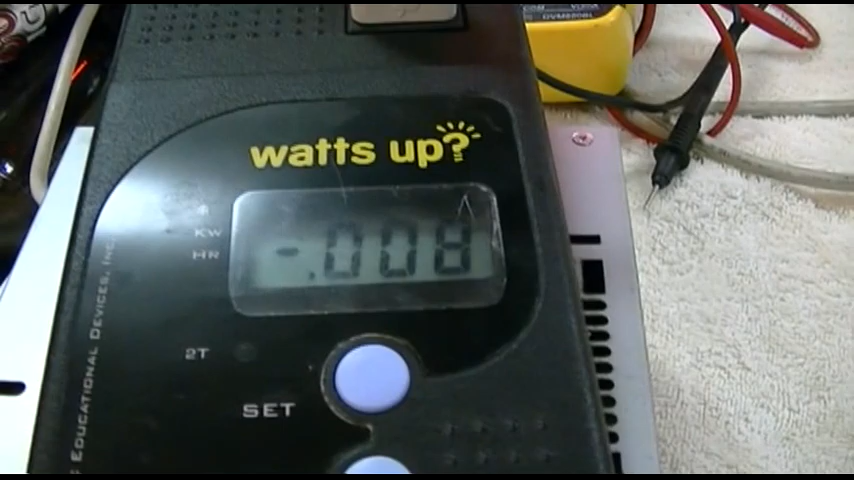 watts up?
KW
HR
-.008
2T
SET
EDUCATIONAL DEVICES, INC.